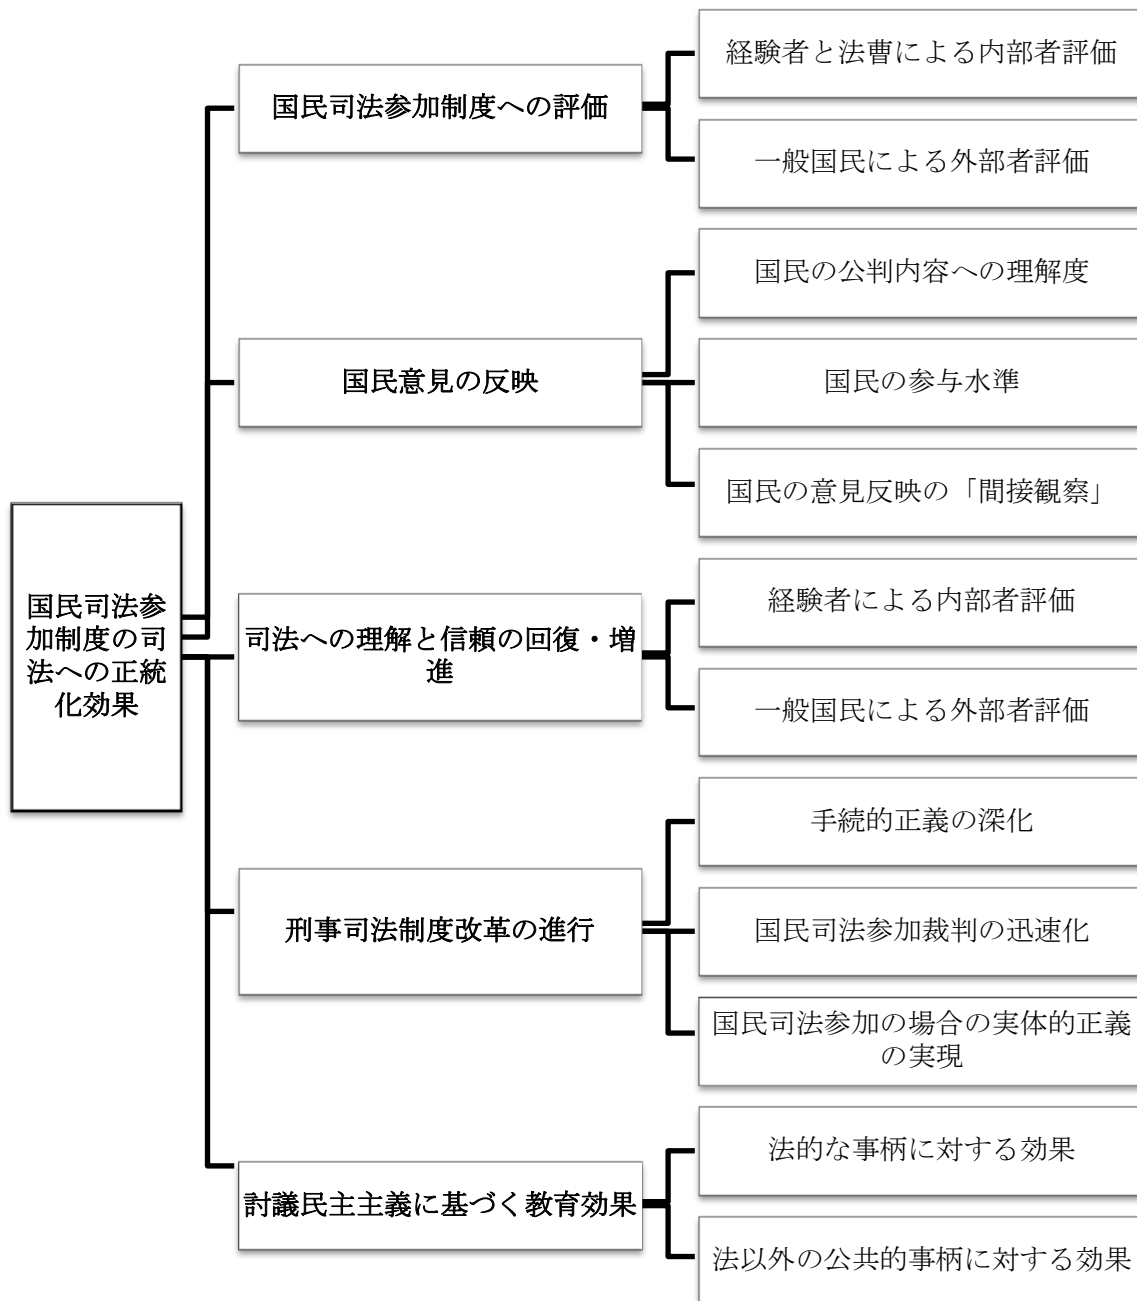 国民司法参
加制度の司
法への正統
化効果
国民司法参加制度への評価
経験者と法曹による内部者評価
一般国民による外部者評価
国民意見の反映
国民の公判内容への理解度
国民の参与水準
国民の意見反映の「間接観察」
司法への理解と信頼の回復・増
進
経験者による内部者評価
一般国民による外部者評価
刑事司法制度改革の進行
手続的正義の深化
国民司法参加裁判の迅速化
国民司法参加の場合の実体的正義
の実現
討議民主主義に基づく教育効果
法的な事柄に対する効果
法以外の公共的事柄に対する効果